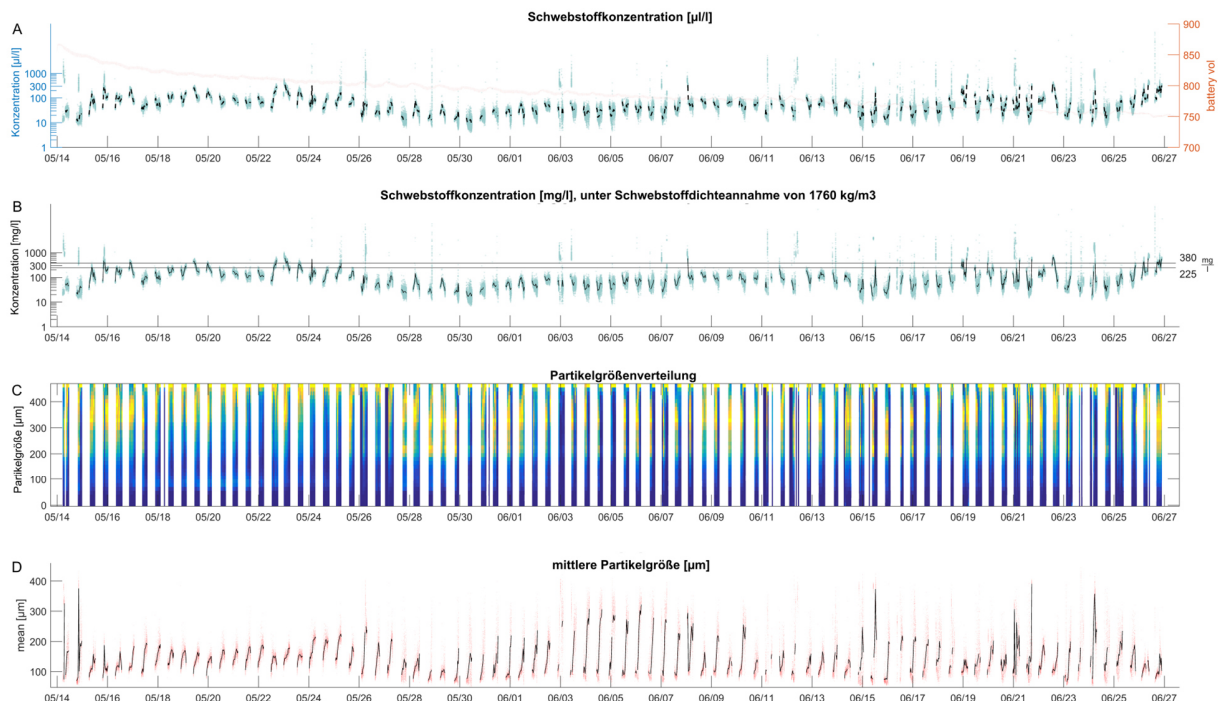 A
Schwebstoffkonzentration [µl/l]
Konzentration [µl/l]
1000
300
100
10
1
900
850
800
750
700
battery vol
05/14 05/16 05/18 05/20 05/22 05/24 05/26 05/28 05/30 06/01 06/03 06/05 06/07 06/09 06/11 06/13 06/15 06/17 06/19 06/21 06/23 06/25 06/27
B
Schwebstoffkonzentration [mg/l], unter Schwebstoffdichteannahme von 1760 kg/m3
Konzentration [mg/l]
1000
300
100
10
1
380 mg
225 l
05/14 05/16 05/18 05/20 05/22 05/24 05/26 05/28 05/30 06/01 06/03 06/05 06/07 06/09 06/11 06/13 06/15 06/17 06/19 06/21 06/23 06/25 06/27
C
Partikelgrößenverteilung
Partikelgröße [µm]
400
300
200
100
0
05/14 05/16 05/18 05/20 05/22 05/24 05/26 05/28 05/30 06/01 06/03 06/05 06/07 06/09 06/11 06/13 06/15 06/17 06/19 06/21 06/23 06/25 06/27
D
mittlere Partikelgröße [µm]
mean [µm]
400
300
200
100
05/14 05/16 05/18 05/20 05/22 05/24 05/26 05/28 05/30 06/01 06/03 06/05 06/07 06/09 06/11 06/13 06/15 06/17 06/19 06/21 06/23 06/25 06/27